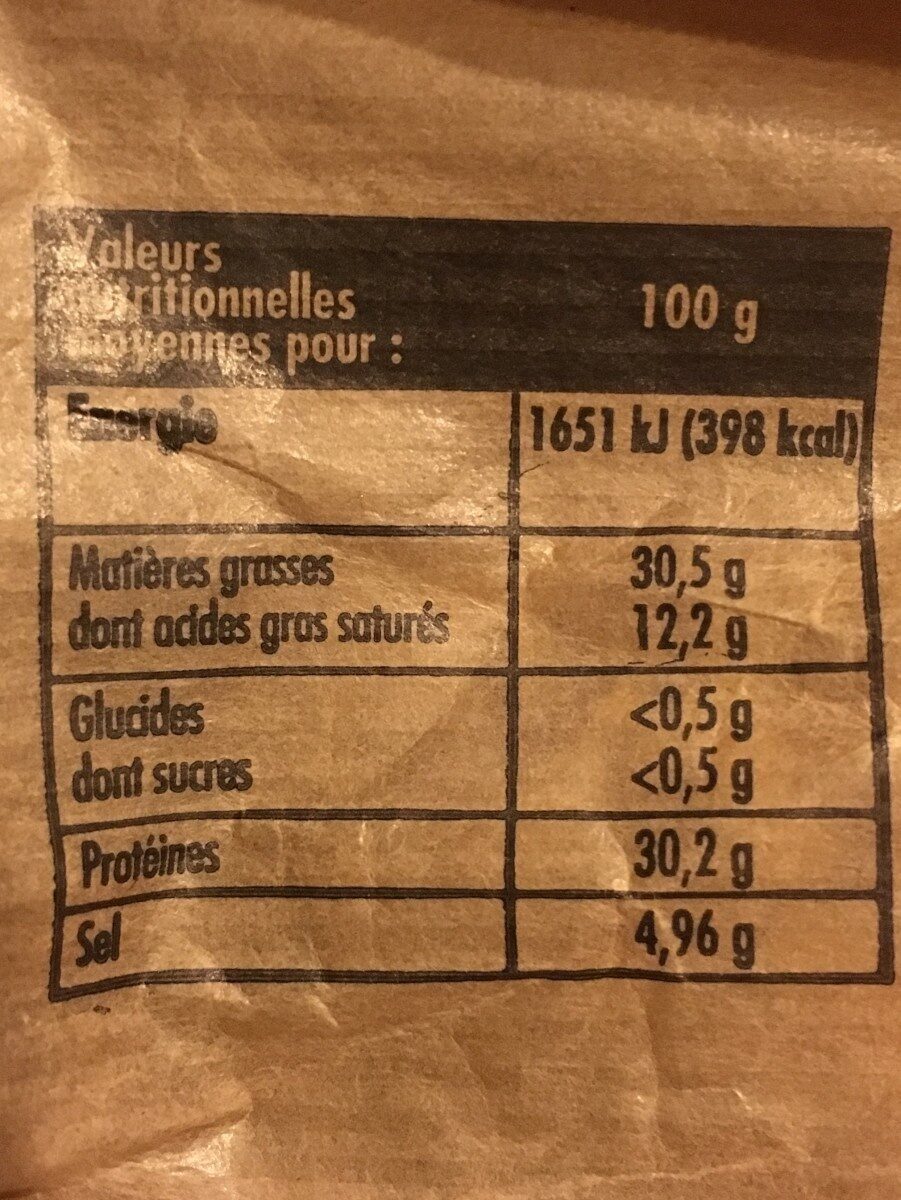 Valeurs
nutritionnelles
moyennes pour :
100 g
Energie
1651 kJ (398 kcal)
Matières grasses
30,5 g
dont acides gras saturés
12,2 g
Glucides
<0,5 g
dont sucres
<0,5 g
Protéines
30,2 g
Sel
4,96 g